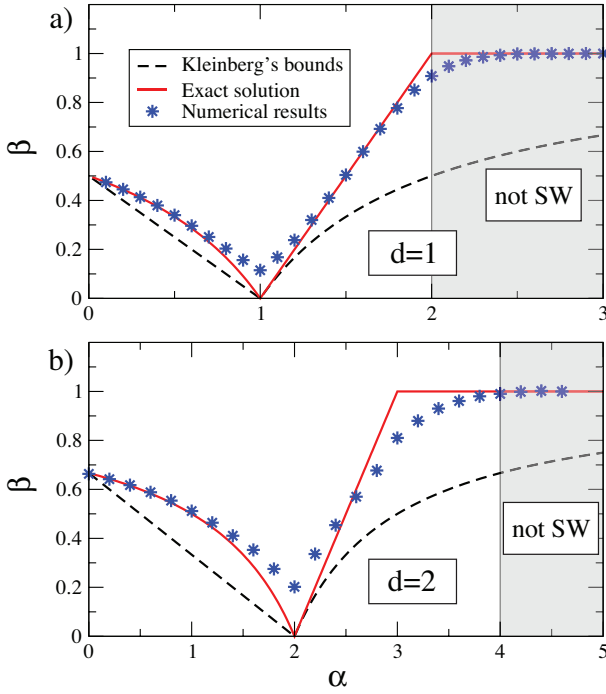 a)
1
0.8
0.6
0.4
0.2
0
β
Kleinberg's bounds
Exact solution
Numerical results
not SW
d=1
0 1 2 3
b)
1
0.8
0.6
0.4
0.2
0
β
not SW
d=2
0 1 2 3 4 5
α